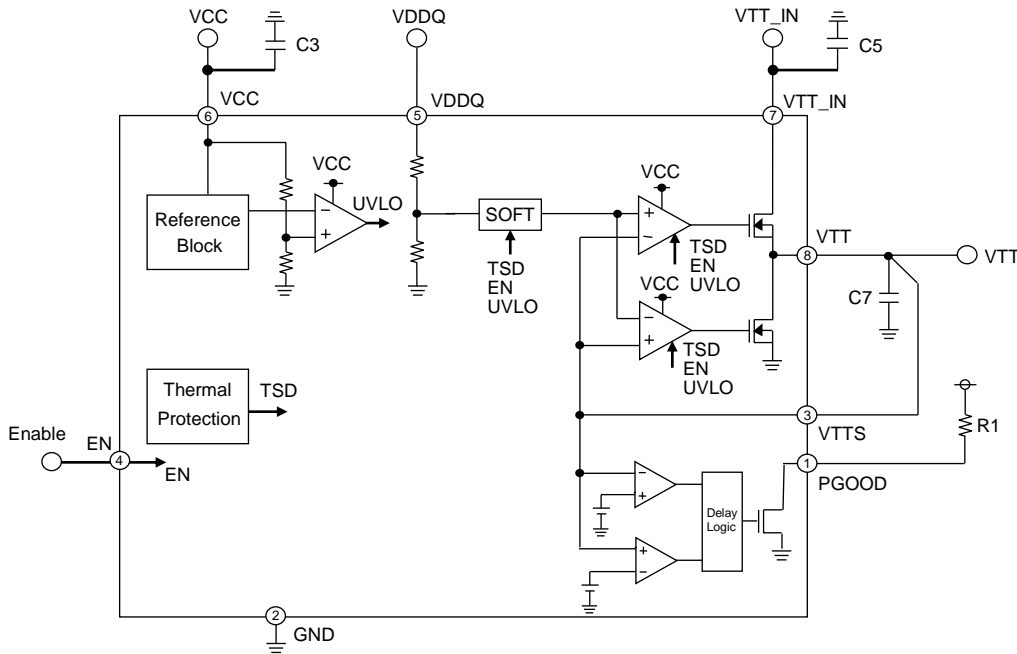 VCC
VDDQ
VTT_IN
C3
C5
VCC
VDDQ
VTT_IN
6
5
7
VCC
VCC
UVLO
Reference
Block
SOFT
−
+
+
−
TSD
EN
UVLO
TSD
EN
UVLO
VTT
8
VTT
C7
VCC
−
+
TSD
EN
UVLO
Thermal
Protection
TSD
Enable
EN
4
EN
3
VTTS
R1
1
PGOOD
−
+
Delay
Logic
+
−
2
GND